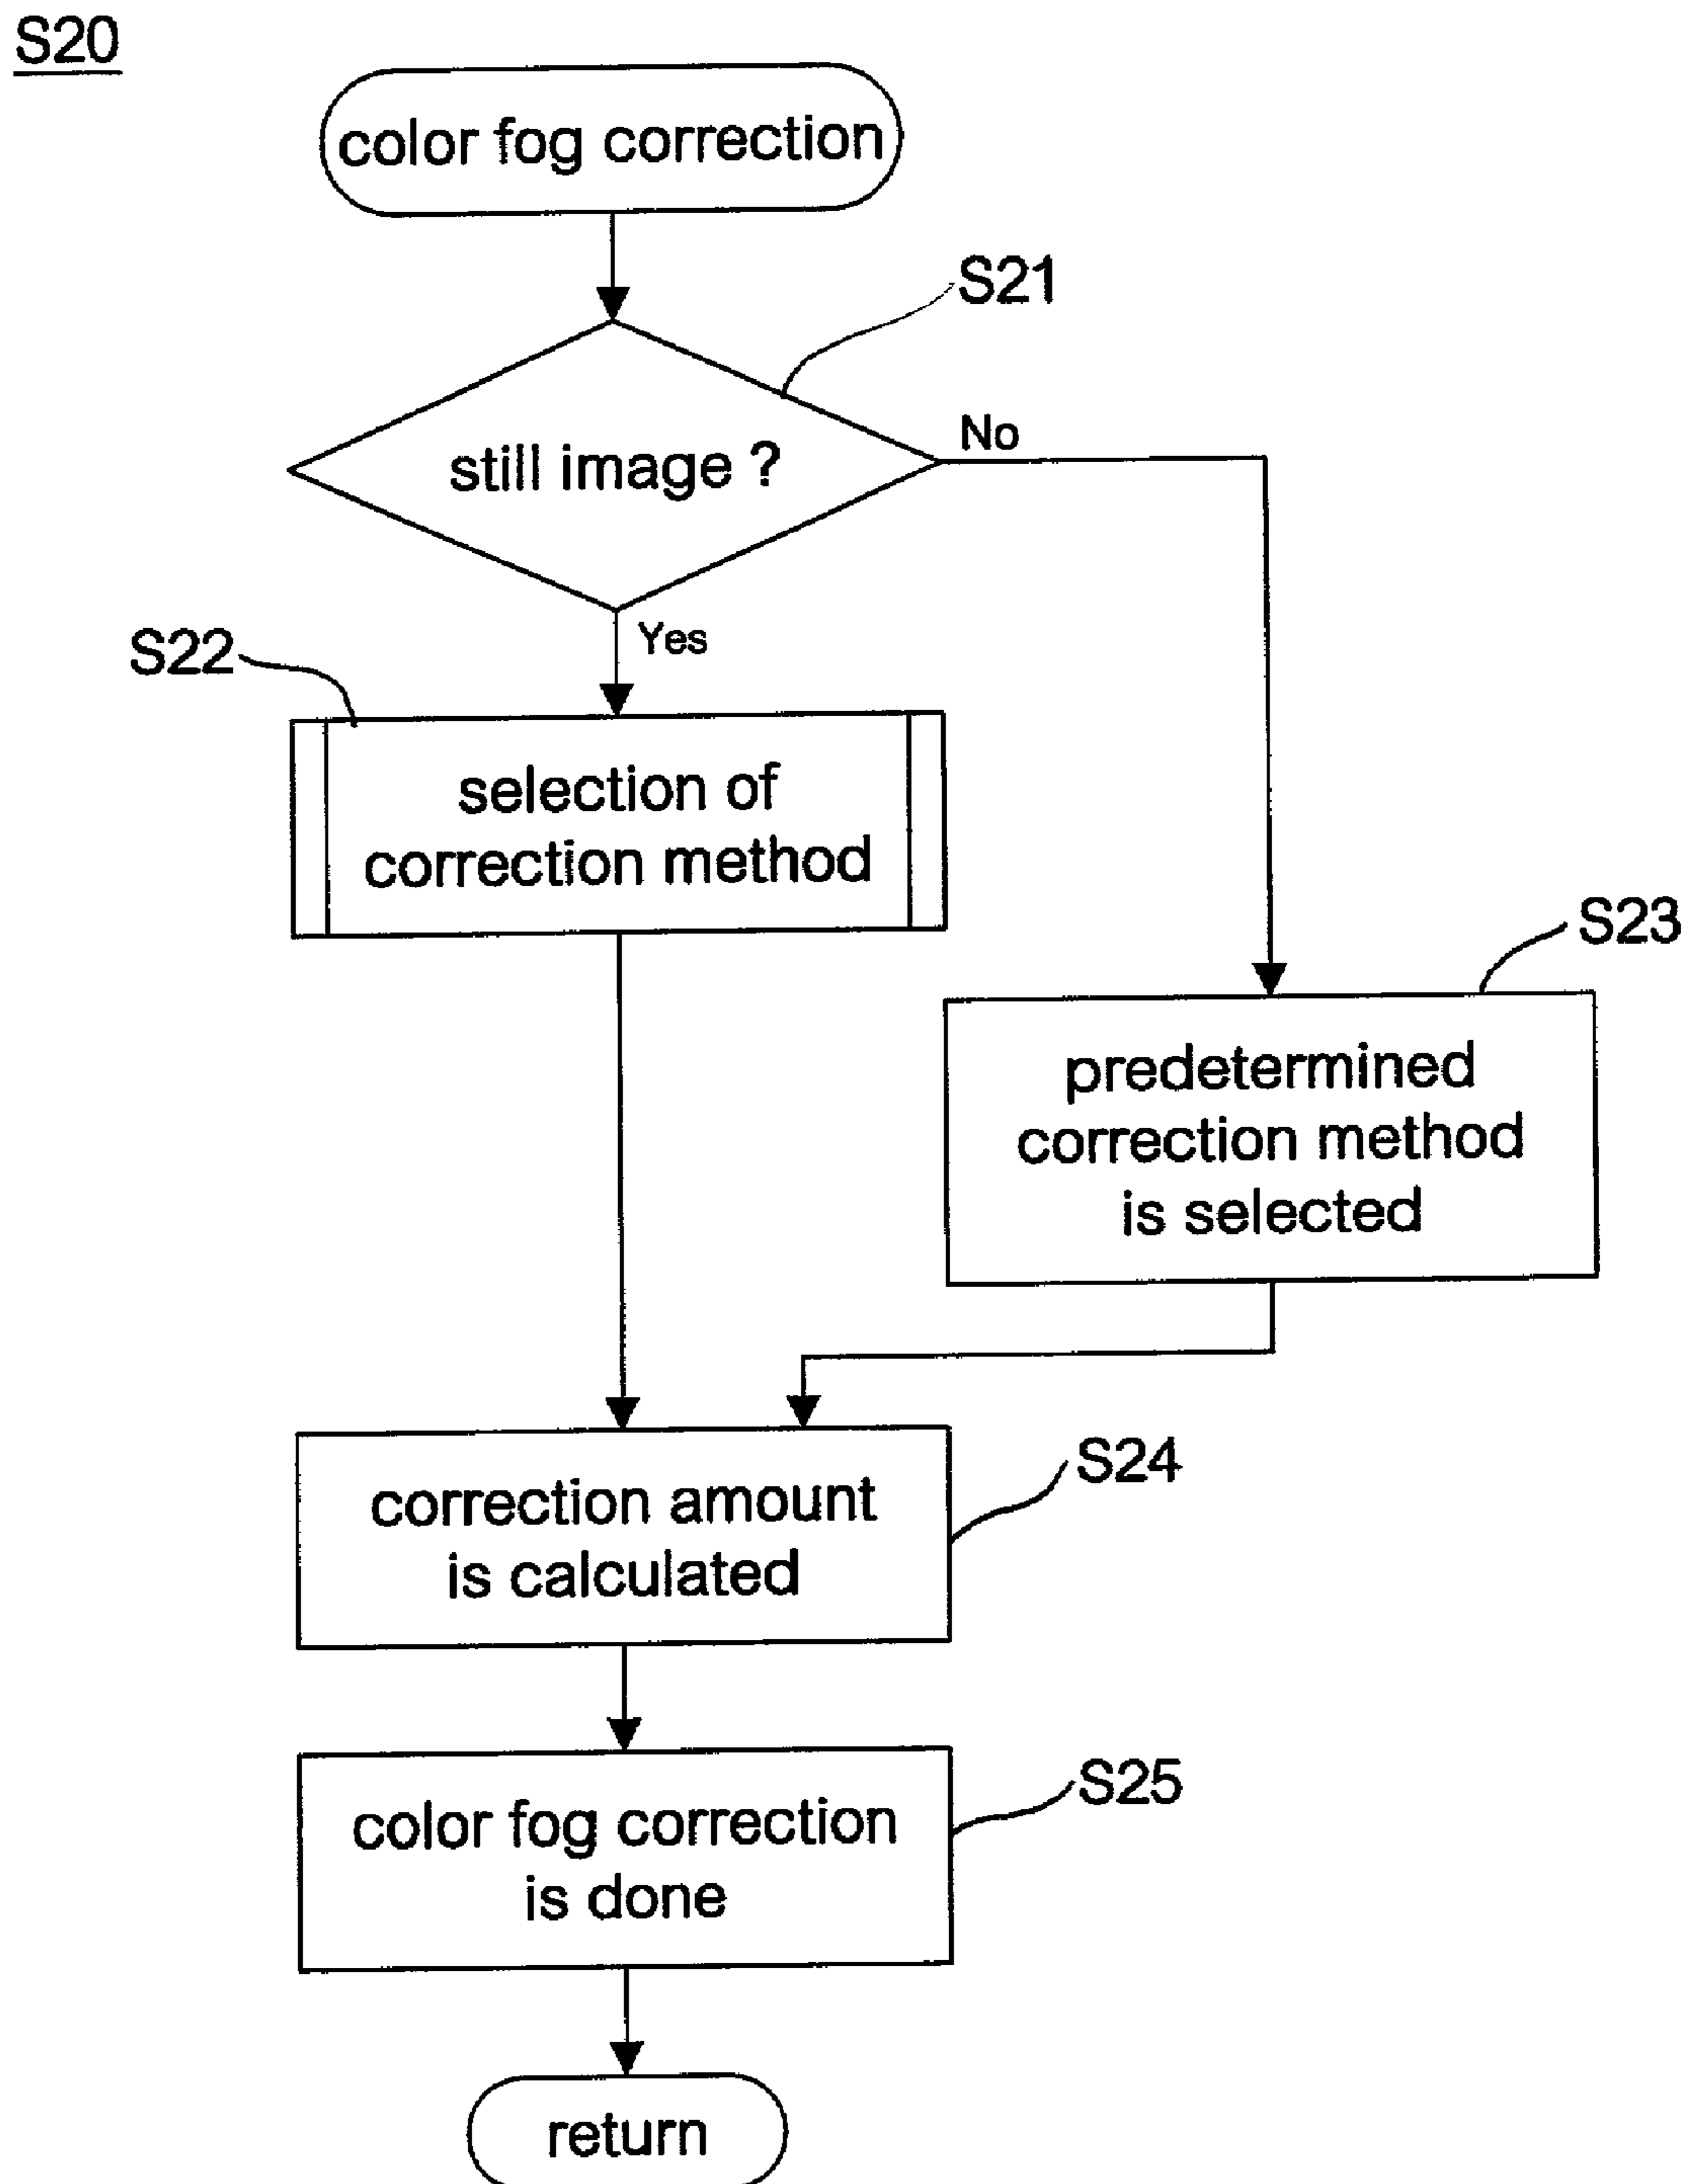 S20
color fog correction
S21
still image ?
No
Yes
S22
selection of
correction method
S23
predetermined
correction method
is selected
correction amount
is calculated
S24
color fog correction
is done
S25
return